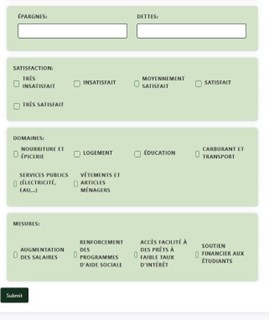 ÉPARGNES: DETTES:
SATISFACTION:
TRÈS INSATISFAIT
INSATISFAIT
MOYENNEMENT SATISFAIT
SATISFAIT
TRÈS SATISFAIT
DOMAINES:
NOURRITURE ET ÉPICERIE
LOGEMENT
ÉDUCATION
CARBURANT ET TRANSPORT
SERVICES PUBLICS (ÉLECTRICITÉ, EAU,..)
VÊTEMENTS ET ARTICLES MÉNAGERS
MESURES:
AUGMENTATION DES SALAIRES
RENFORCEMENT DES PROGRAMMES D'AIDE SOCIALE
ACCÈS FACILITÉ À DES PRÊTS À FAIBLE TAUX D'INTÉRÊT
SOUTIEN FINANCIER AUX ÉTUDIANTS
Submit